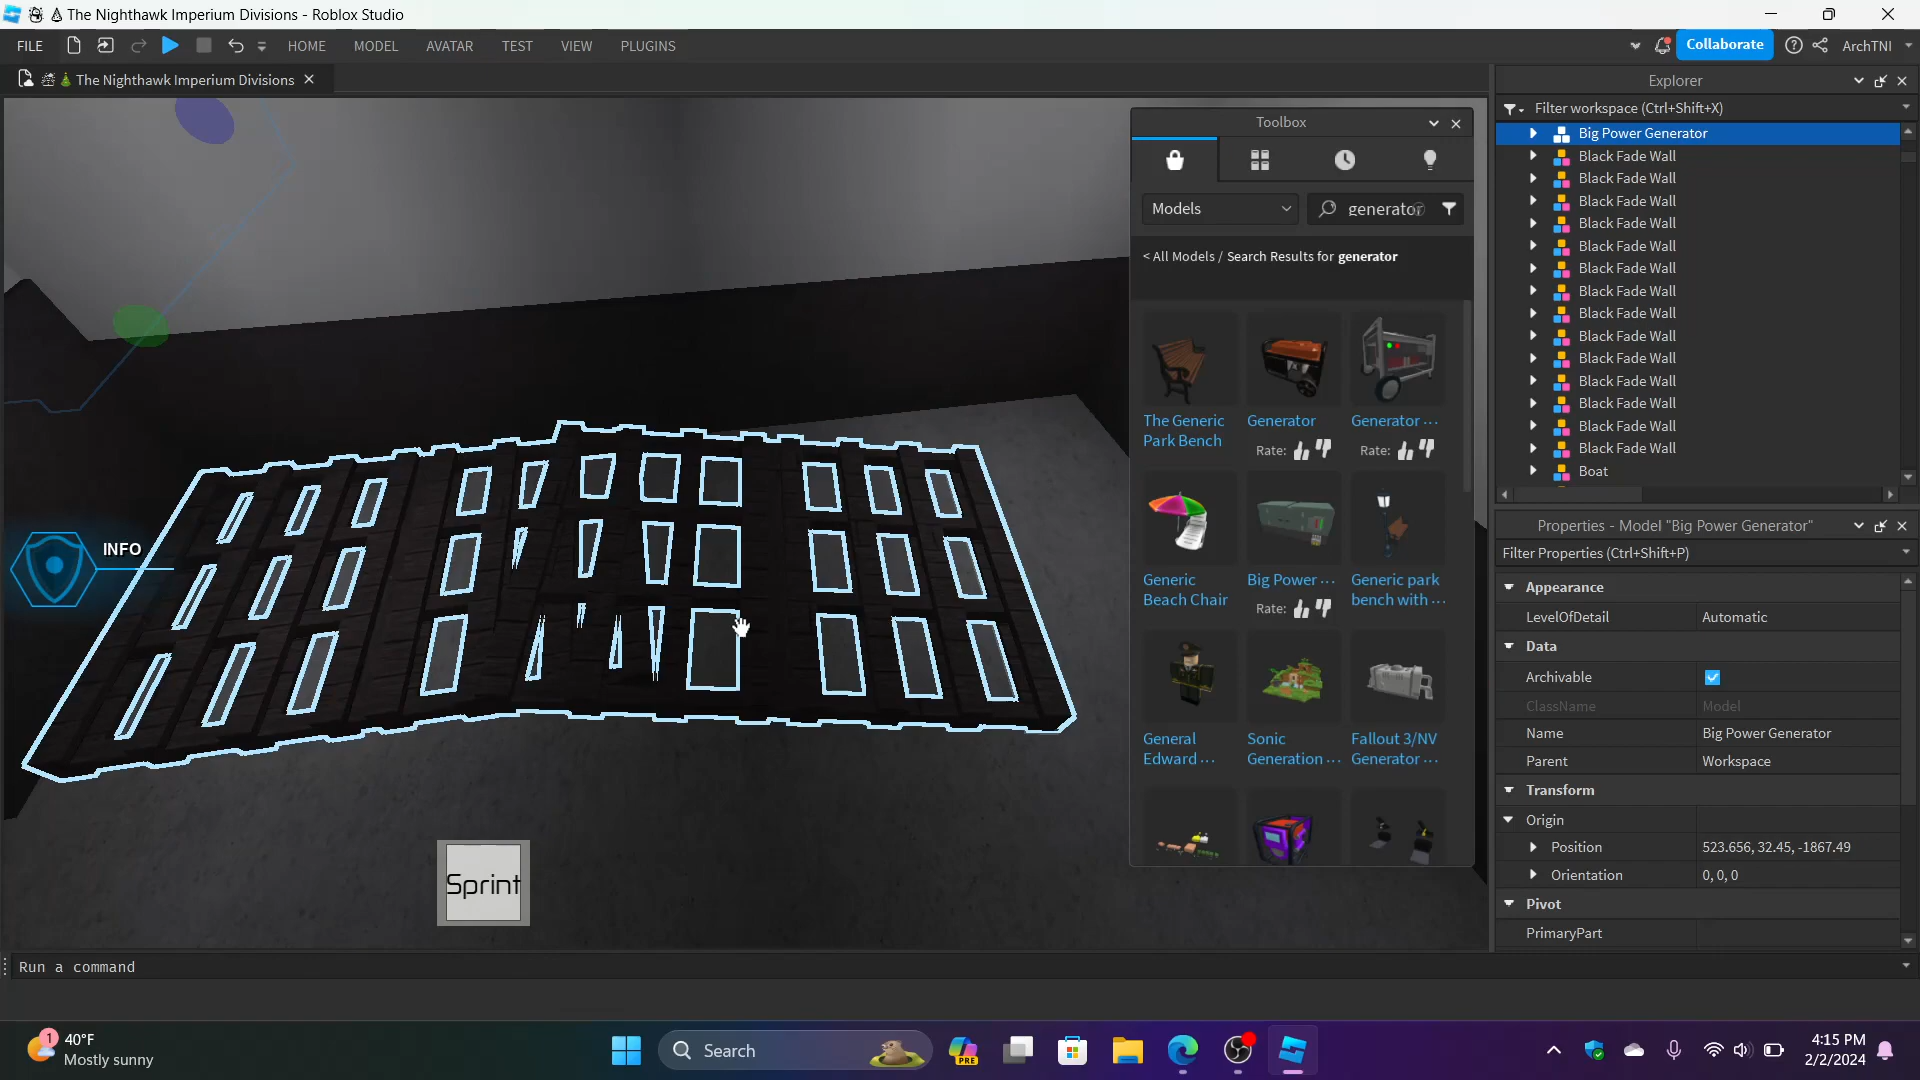 The Nighthawk Imperium Divisions - Roblox Studio
FILE
HOME
MODEL
AVATAR
TEST
VIEW
PLUGINS
Collaborate
ArchTNI
The Nighthawk Imperium Divisions
INFO
Sprint
Toolbox
Models
generator
< All Models / Search Results for generator
The Generic
Park Bench
Generator
Rate:
Generator ...
Rate:
Generic
Beach Chair
Big Power ...
Rate:
Generic park
bench with ...
General
Edward ...
Sonic
Generation ...
Fallout 3/NV
Generator ...
Explorer
Filter workspace (Ctrl+Shift+X)
Big Power Generator
Black Fade Wall
Black Fade Wall
Black Fade Wall
Black Fade Wall
Black Fade Wall
Black Fade Wall
Black Fade Wall
Black Fade Wall
Black Fade Wall
Black Fade Wall
Black Fade Wall
Black Fade Wall
Black Fade Wall
Black Fade Wall
Boat
Properties - Model "Big Power Generator"
Filter Properties (Ctrl+Shift+P)
Appearance
LevelOfDetail Automatic
Data
Archivable
ClassName Model
Name Big Power Generator
Parent Workspace
Transform
Origin
Position 523.656, 32.45, -1867.49
Orientation 0, 0, 0
Pivot
PrimaryPart
Run a command
1
40°F
Mostly sunny
Search
PRE
4:15 PM
2/2/2024